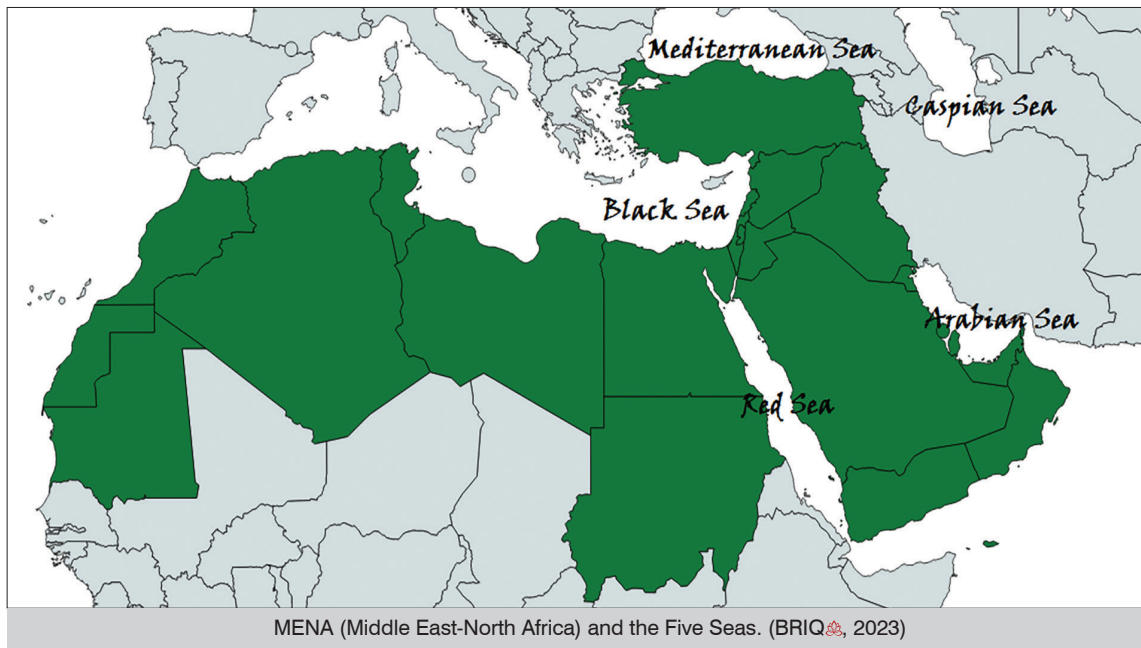 Mediterranean Sea
Caspian Sea
Black Sea
Arabian Sea
Red Sea
MENA (Middle East-North Africa) and the Five Seas. (BRIQ, 2023)